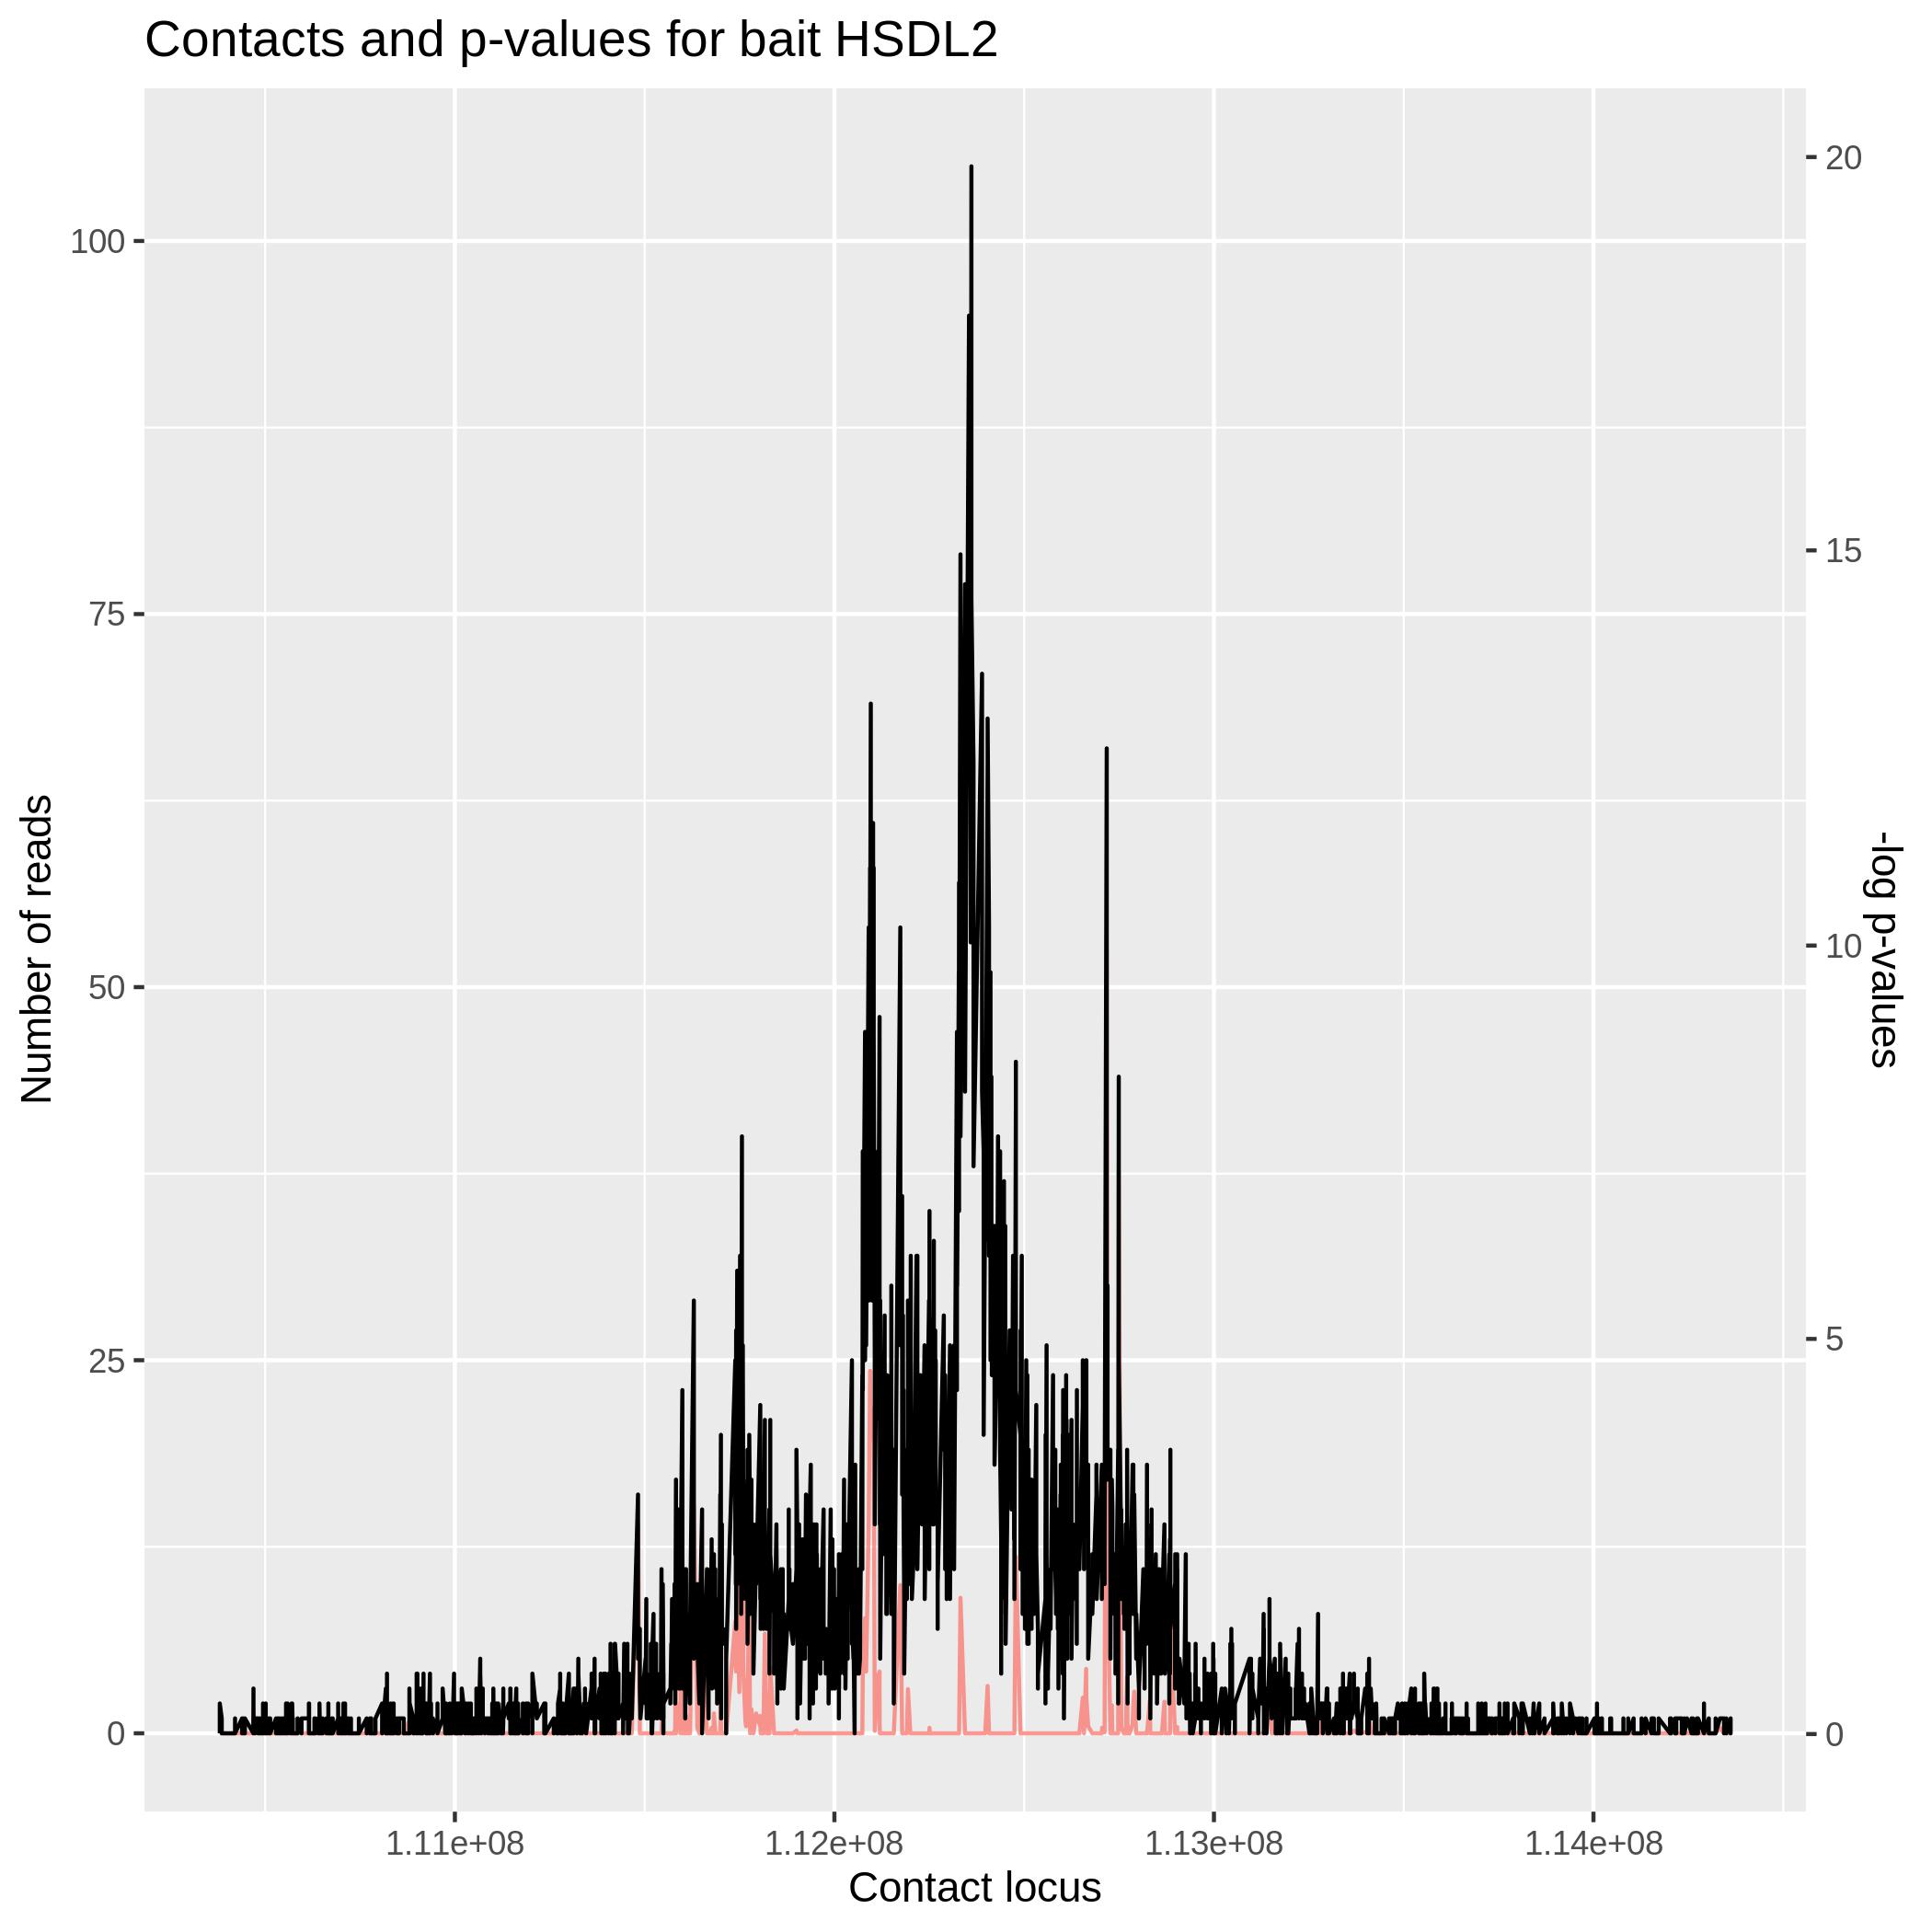 Contacts and p-values for bait HSDL2
100
75
50
25
0
Number of reads
20
15
10
5
0
-log p-values
1.11e+08
1.12e+08
1.13e+08
1.14e+08
Contact locus